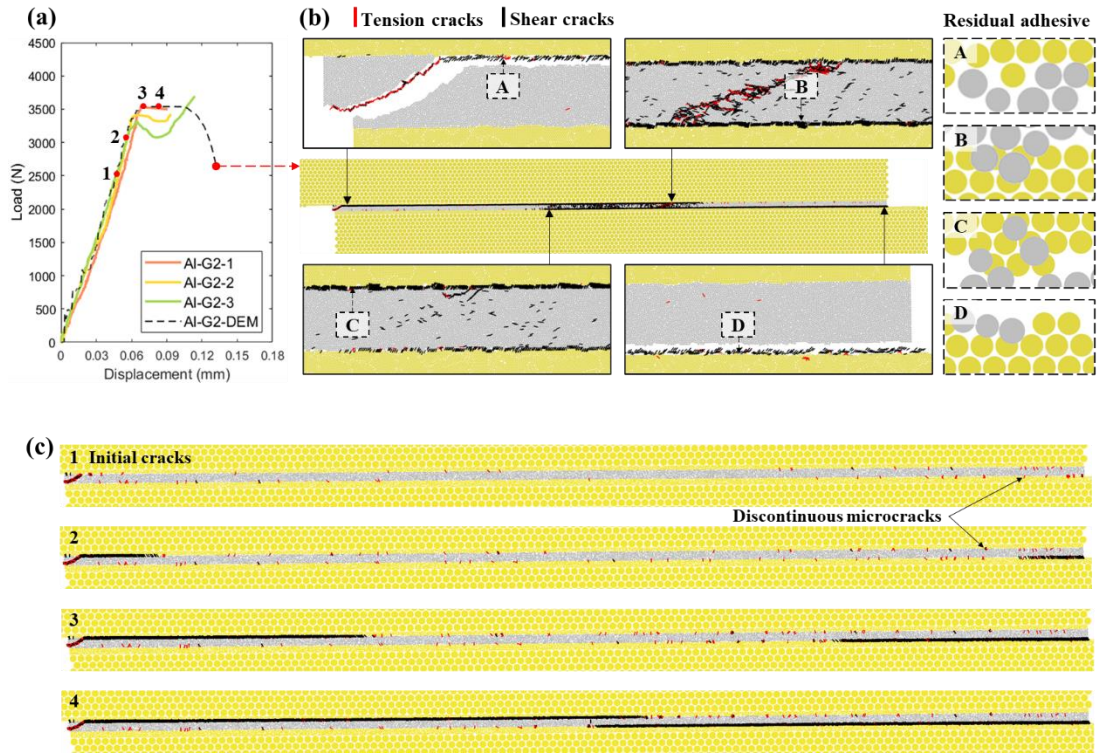 (a)
4500
4000
3500
3000
2500
2000
1500
1000
500
0
Load (N)
0 0.03 0.06 0.09 0.12 0.15 0.18
Displacement (mm)
1
2
3 4
Al-G2-1
Al-G2-2
Al-G2-3
Al-G2-DEM
(b)
Tension cracks
Shear cracks
A
B
C
D
Residual adhesive
A
B
C
D
(c)
1 Initial cracks
Discontinuous microcracks
2
3
4